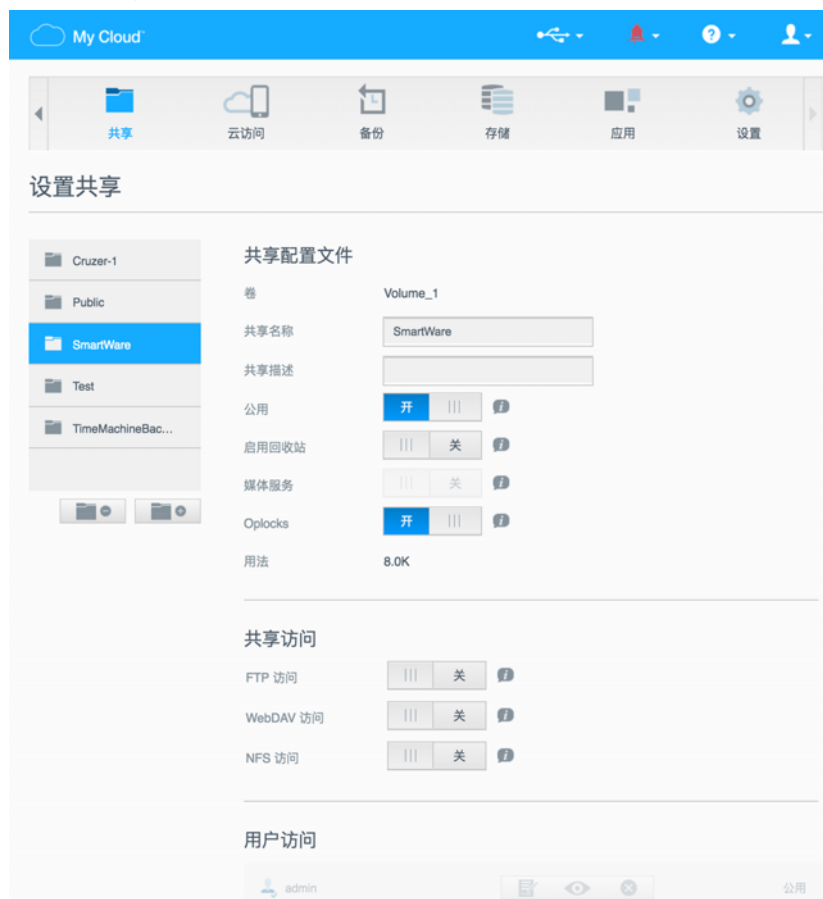 My Cloud™
共享
云访问
备份
存储
应用
设置
设置共享
Cruzer-1
Public
SmartWare
Test
TimeMachineBac...
共享配置文件
卷 Volume_1
共享名称 SmartWare
共享描述
公用 开
启用回收站 关
媒体服务 关
Oplocks 开
用法 8.0K
共享访问
FTP 访问 关
WebDAV 访问 关
NFS 访问 关
用户访问
admin 公用